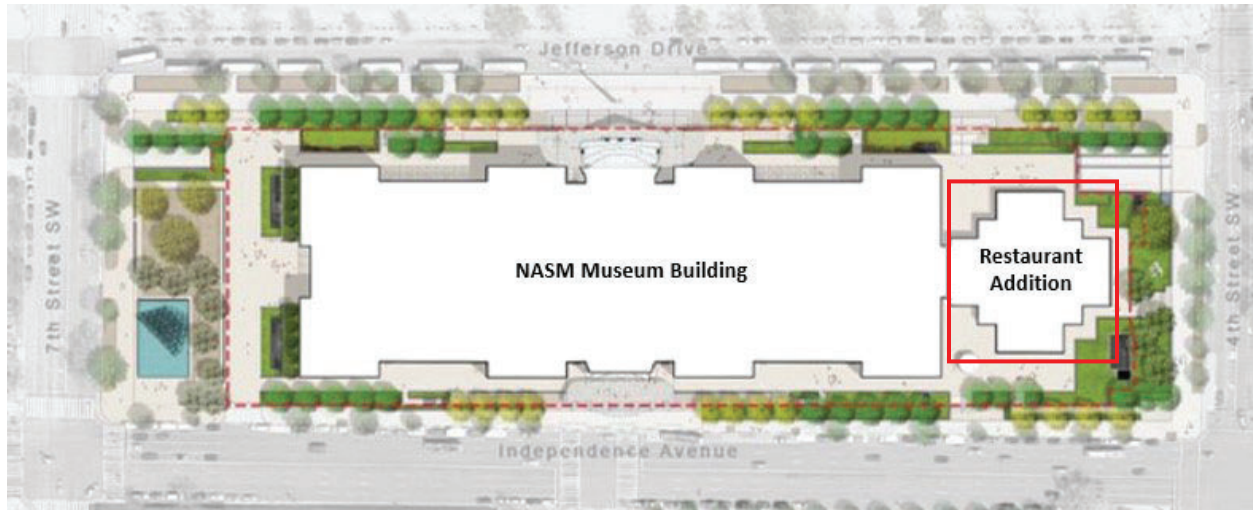 Jefferson Drive
7th Street SW
NASM Museum Building
Restaurant
Addition
4th Street SW
Independence Avenue